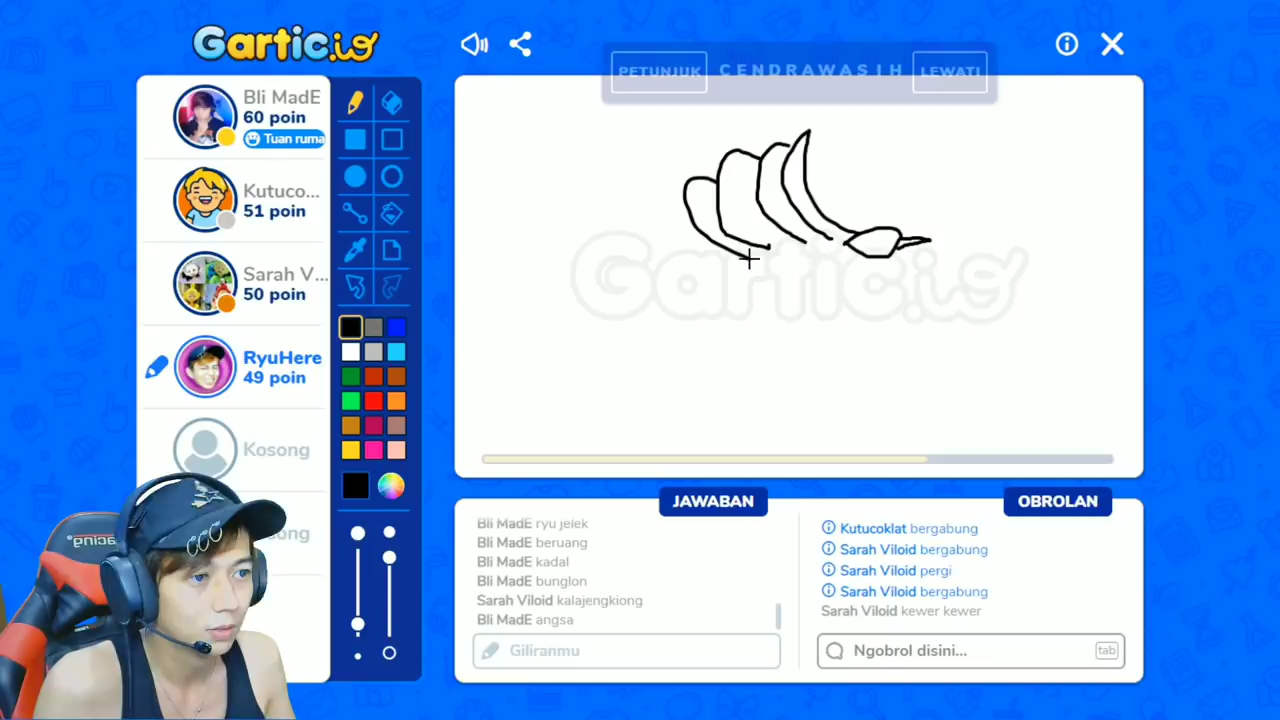 Gartic.io
PETUNJUK CENDRAWASIH LEWATI
Bli MadE
60 poin
Tuan ruma
Kutuco...
51 poin
Sarah V...
50 poin
RyuHere
49 poin
Kosong
ong
Gartic.io
JAWABAN
Bli MadE ryu jelek
Bli MadE beruang
Bli MadE kadal
Bli MadE bunglon
Sarah Viloid kalajengkiong
Bli MadE angsa
Giliranmu
OBROLAN
Kutucoklat bergabung
Sarah Viloid bergabung
Sarah Viloid pergi
Sarah Viloid bergabung
Sarah Viloid kewer kewer
Ngobrol disini...
tab